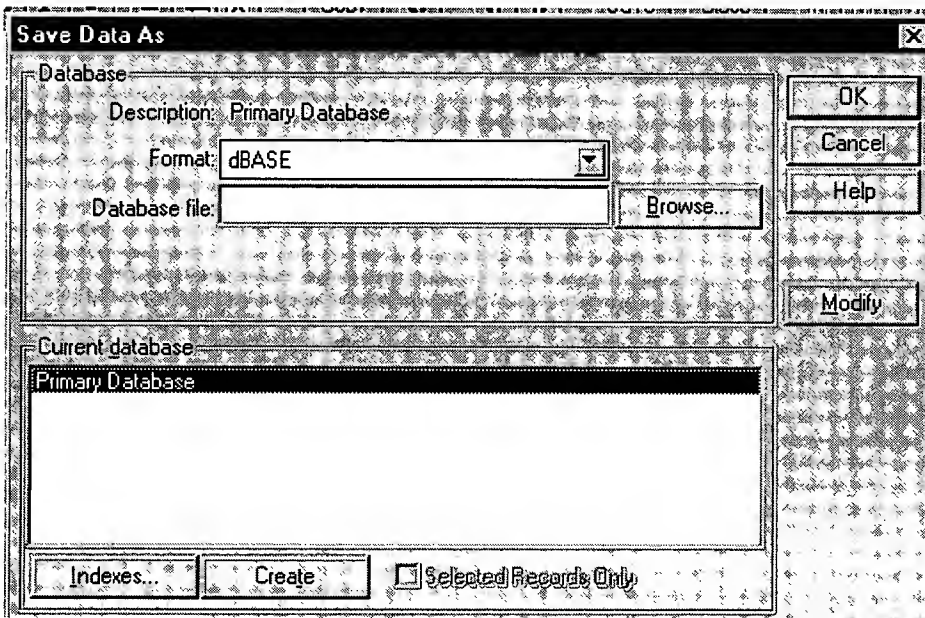 Save Data As
Database
Description: Primary Database
Format: dBASE
Database file:
Browse...
OK
Cancel
Help
Modify
Current database
Primary Database
Indexes...
Create
Selected Records Only